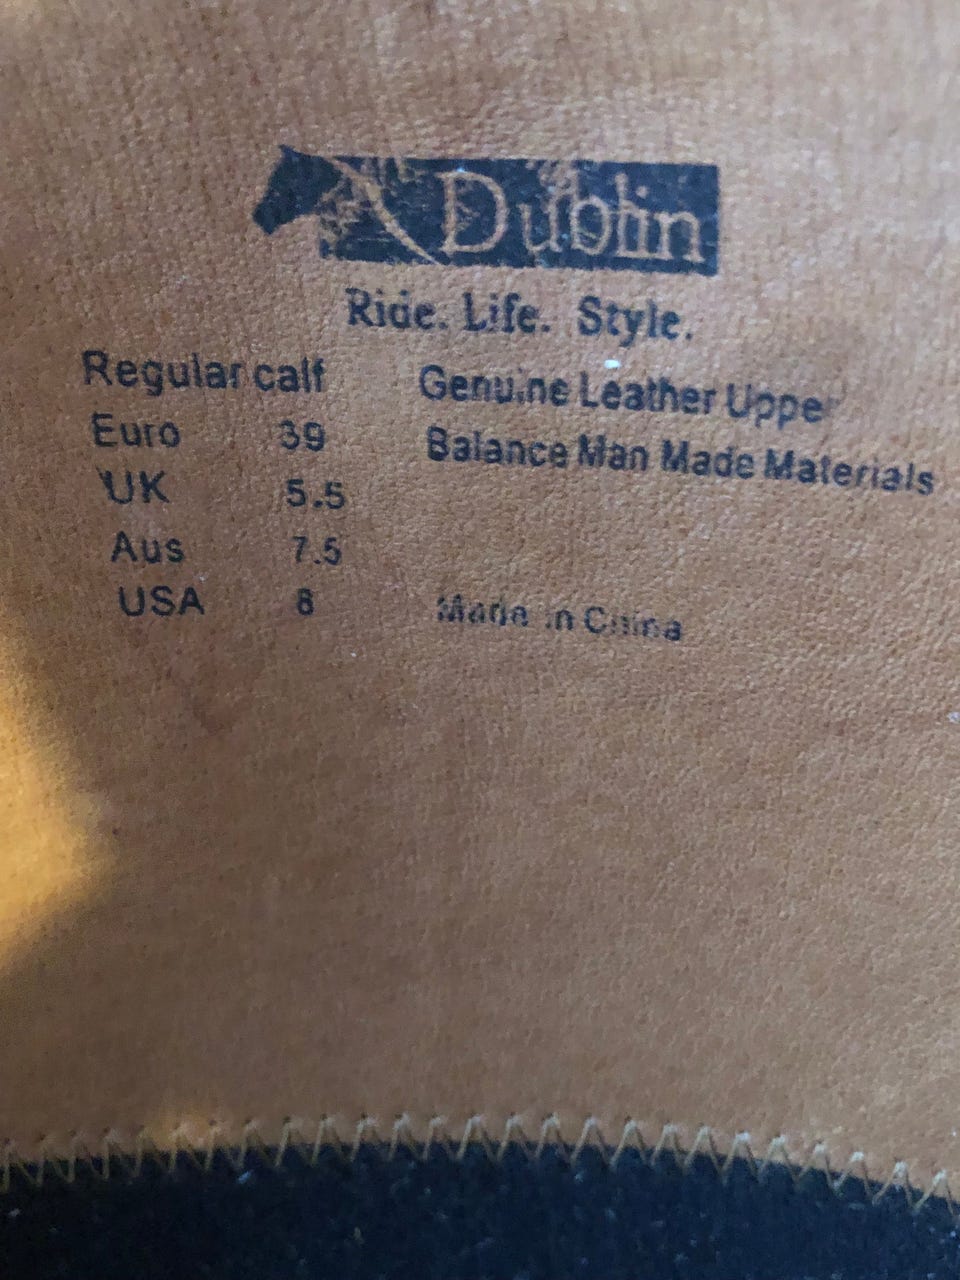 Dublin
Ride. Life. Style.
Regular calf
Euro 39
UK 5.5
Aus 7.5
USA 8
Genuine Leather Upper
Balance Man Made Materials
Made in China